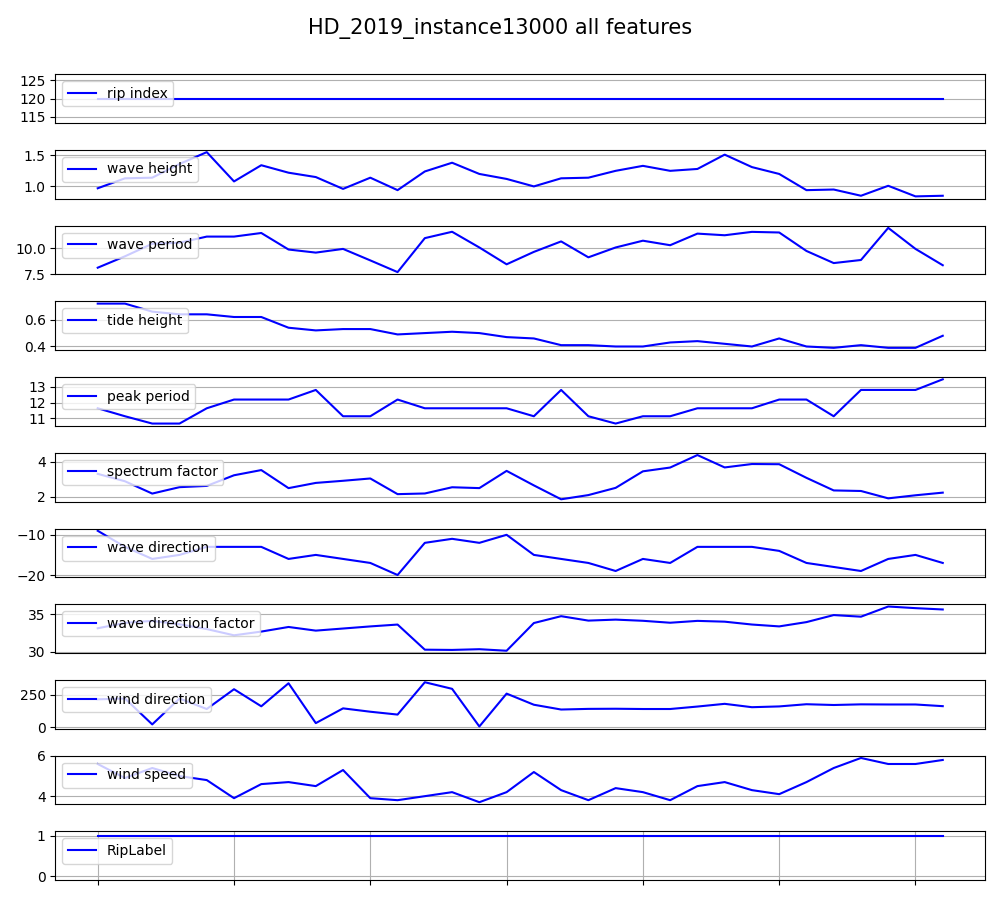 HD_2019_instance13000 all features
125
120
115
rip index
1.5
1.0
wave height
10.0
7.5
wave period
0.6
0.4
tide height
13
12
11
peak period
4
2
spectrum factor
−10
−20
wave direction
35
30
wave direction factor
250
0
wind direction
6
4
wind speed
1
0
RipLabel